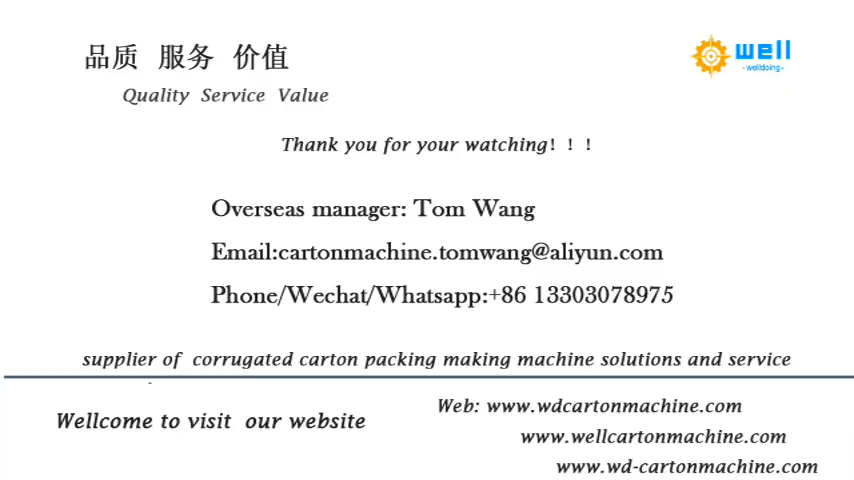 品质 服务 价值
well
-welldoing-
Quality Service Value
Thank you for your watching！！！
Overseas manager: Tom Wang
Email:cartonmachine.tomwang@aliyun.com
Phone/Wechat/Whatsapp:+86 13303078975
supplier of corrugated carton packing making machine solutions and service
Wellcome to visit our website
Web: www.wdcartonmachine.com
www.wellcartonmachine.com
www.wd-cartonmachine.com